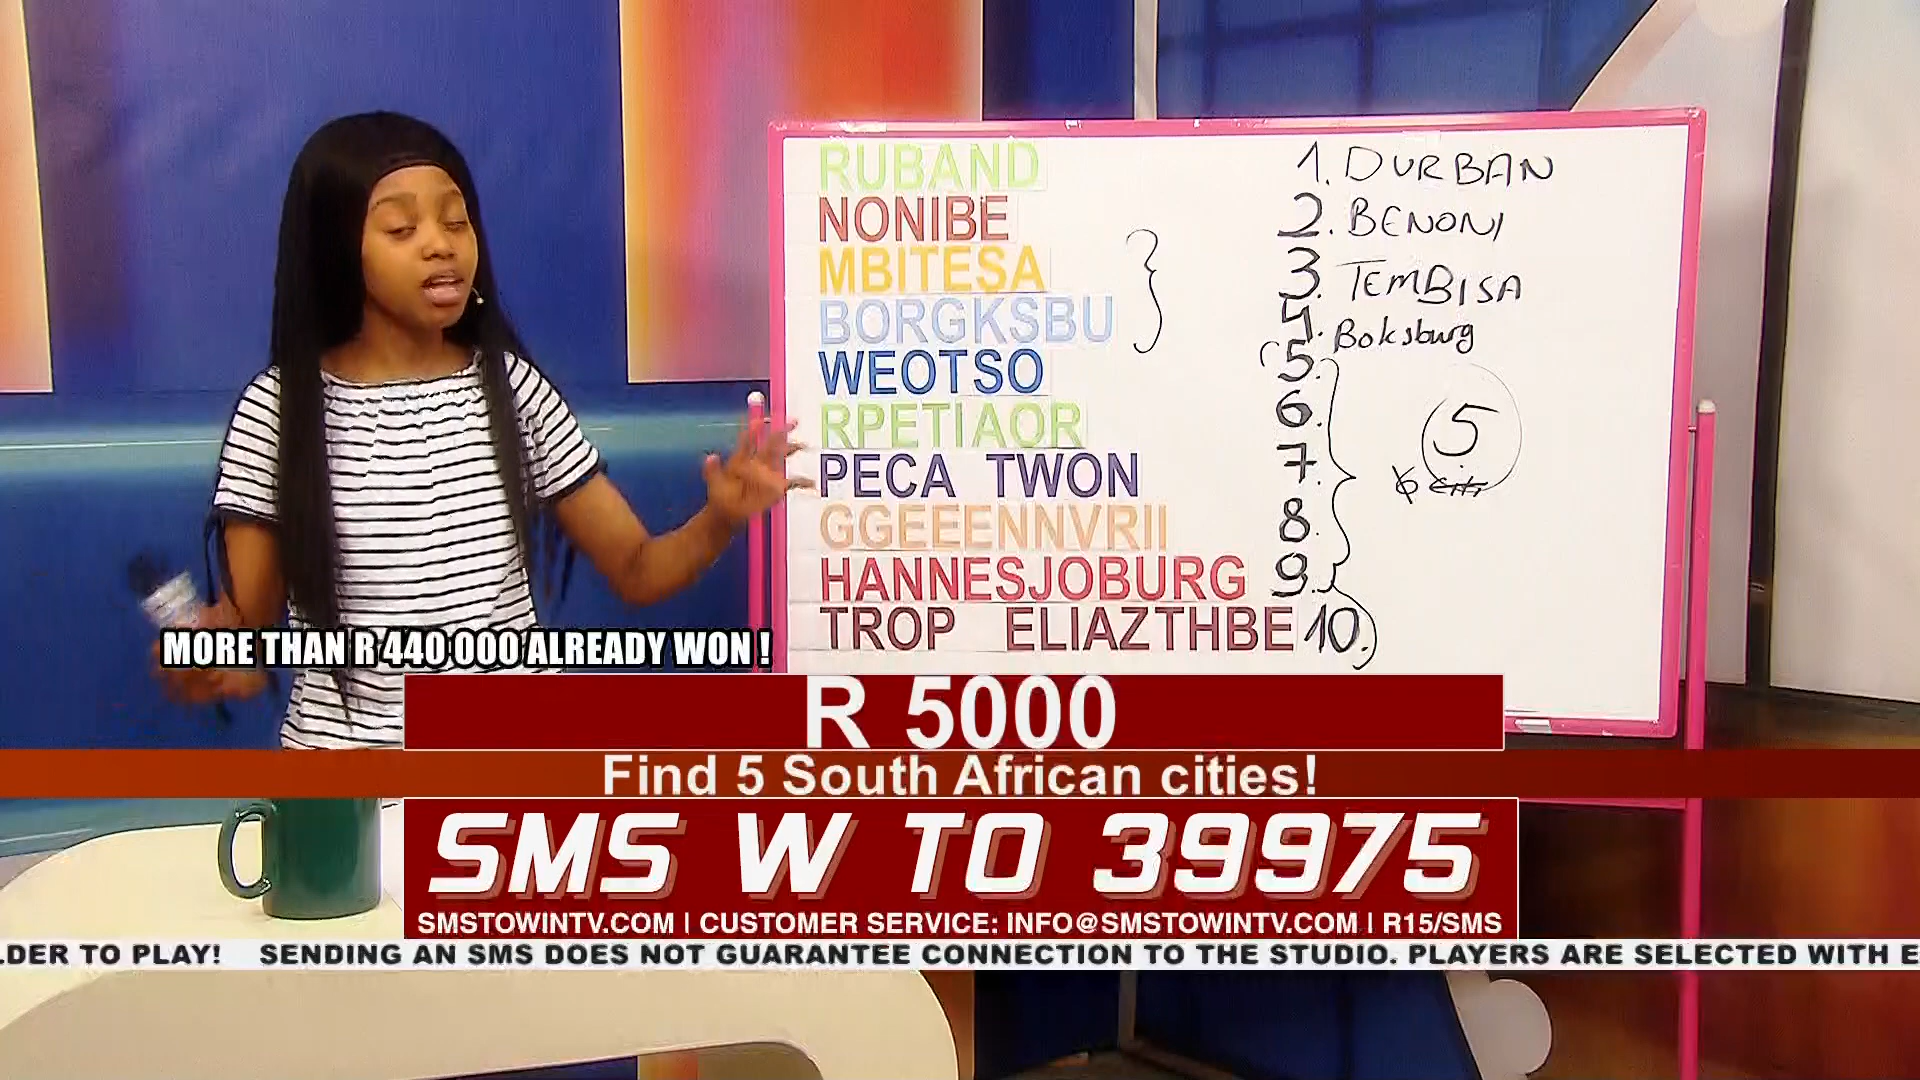 RUBAND
NONIBE
MBITESA
BORGKSBU
WEOTSO
RPETIAOR
PECA TWON
GGEEENNVRII
HANNESJOBURG
TROP ELIAZTHBE
1. DURBAN
2. BENONI
3. TEMBISA
4. Boksburg
5.
6.
7.
8.
9.
10.
5
MORE THAN R 440 000 ALREADY WON !
R 5000
Find 5 South African cities!
SMS W TO 39975
SMSTOWINTV.COM | CUSTOMER SERVICE: INFO@SMSTOWINTV.COM | R15/SMS
LDER TO PLAY! SENDING AN SMS DOES NOT GUARANTEE CONNECTION TO THE STUDIO. PLAYERS ARE SELECTED WITH E